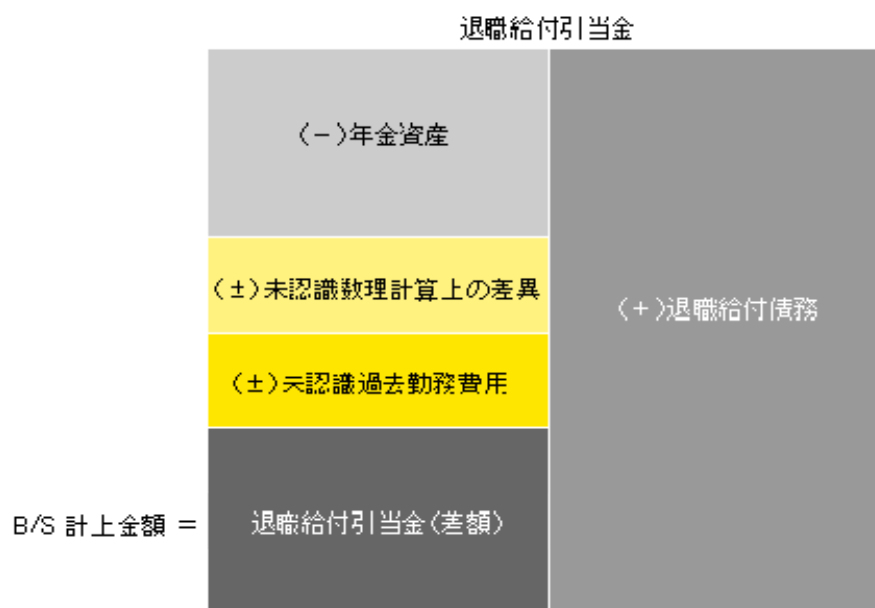 退職給付引当金
(－)年金資産
(±)未認識数理計算上の差異
(＋)退職給付債務
(±)未認識過去勤務費用
B/S 計上金額 ＝
退職給付引当金(差額)